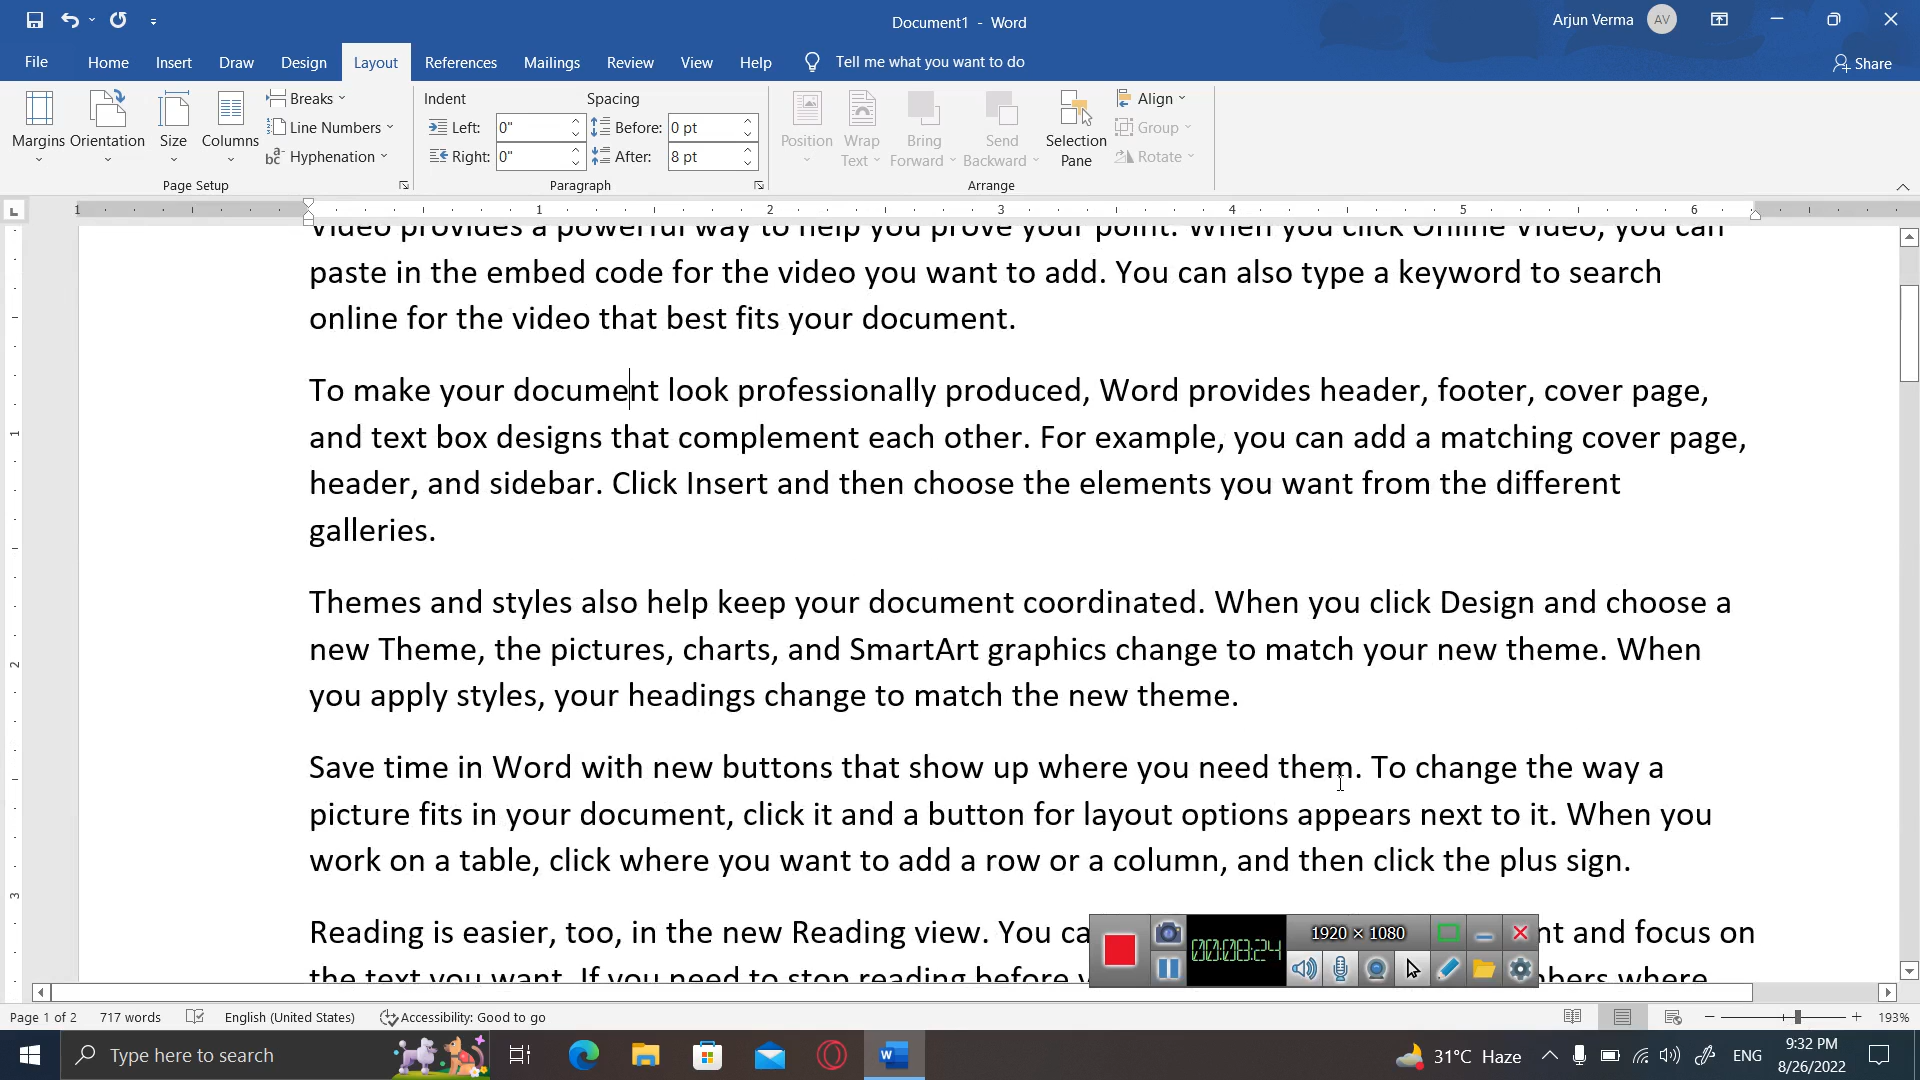 Document1 - Word
Arjun Verma AV
File Home Insert Draw Design Layout References Mailings Review View Help Tell me what you want to do Share
Margins Orientation Size Columns
Breaks
Line Numbers
Hyphenation
Page Setup
Indent Spacing
Left: 0" Before: 0 pt
Right: 0" After: 8 pt
Paragraph
Position Wrap Text Bring Forward Send Backward Selection Pane
Align
Group
Rotate
Arrange
1 1 2 3 4 5 6
Video provides a powerful way to help you prove your point. When you click Online Video, you can
paste in the embed code for the video you want to add. You can also type a keyword to search
online for the video that best fits your document.
To make your document look professionally produced, Word provides header, footer, cover page,
and text box designs that complement each other. For example, you can add a matching cover page,
header, and sidebar. Click Insert and then choose the elements you want from the different
galleries.
Themes and styles also help keep your document coordinated. When you click Design and choose a
new Theme, the pictures, charts, and SmartArt graphics change to match your new theme. When
you apply styles, your headings change to match the new theme.
Save time in Word with new buttons that show up where you need them. To change the way a
picture fits in your document, click it and a button for layout options appears next to it. When you
work on a table, click where you want to add a row or a column, and then click the plus sign.
Reading is easier, too, in the new Reading view. You ca nt and focus on
the text you want. If you need to stop reading before where
1
2
3
1920 × 1080
00:08:24
Page 1 of 2 717 words English (United States) Accessibility: Good to go 193%
Type here to search
31°C Haze ENG
9:32 PM
8/26/2022